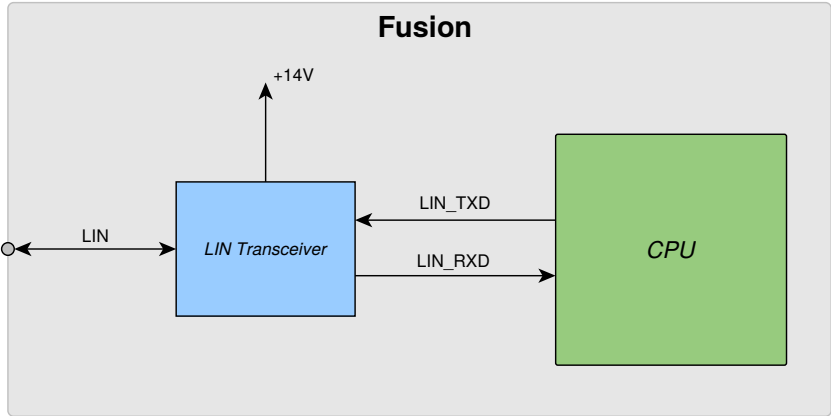 Fusion
+14V
LIN_TXD
LIN
LIN Transceiver
CPU
LIN_RXD